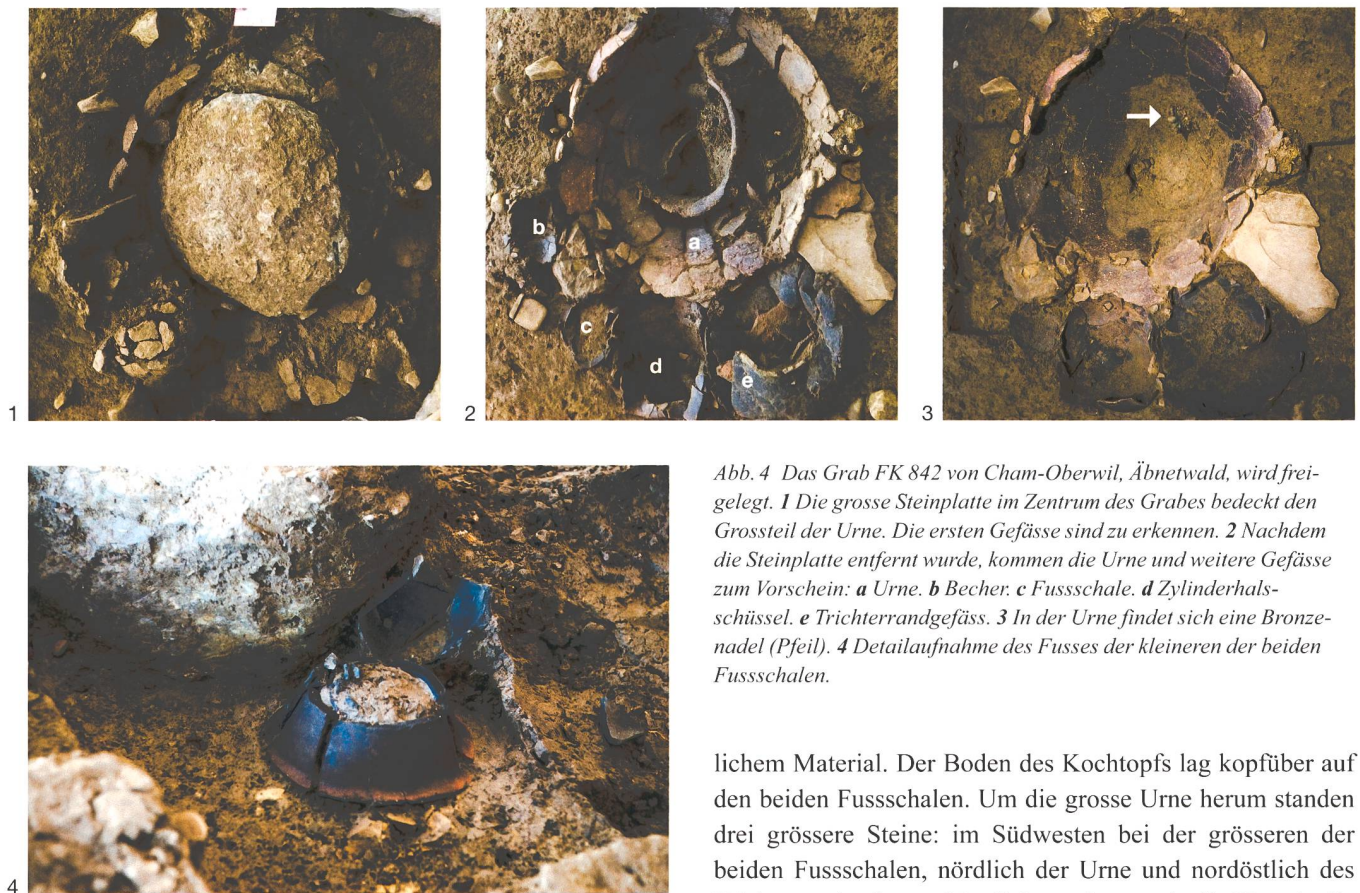 1
2
3
b
a
c
d
e
4
Abb. 4 Das Grab FK 842 von Cham-Oberwil, Äbnetwald, wird frei-
gelegt. 1 Die grosse Steinplatte im Zentrum des Grabes bedeckt den
Grossteil der Urne. Die ersten Gefässe sind zu erkennen. 2 Nachdem
die Steinplatte entfernt wurde, kommen die Urne und weitere Gefässe
zum Vorschein: a Urne. b Becher. c Fussschale. d Zylinderhals-
schüssel. e Trichterrandgefäss. 3 In der Urne findet sich eine Bronze-
nadel (Pfeil). 4 Detailaufnahme des Fusses der kleineren der beiden
Fussschalen.
lichem Material. Der Boden des Kochtopfs lag kopfüber auf
den beiden Fussschalen. Um die grosse Urne herum standen
drei grössere Steine: im Südwesten bei der grösseren der
beiden Fussschalen, nördlich der Urne und nordöstlich des